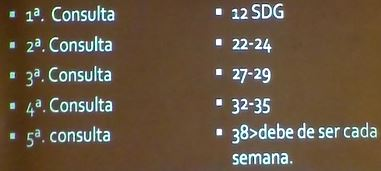 ▪ 1ª. Consulta
▪ 2ª. Consulta
▪ 3ª. Consulta
▪ 4ª. Consulta
▪ 5ª. consulta
▪ 12 SDG
▪ 22-24
▪ 27-29
▪ 32-35
▪ 38>debe de ser cada
semana.